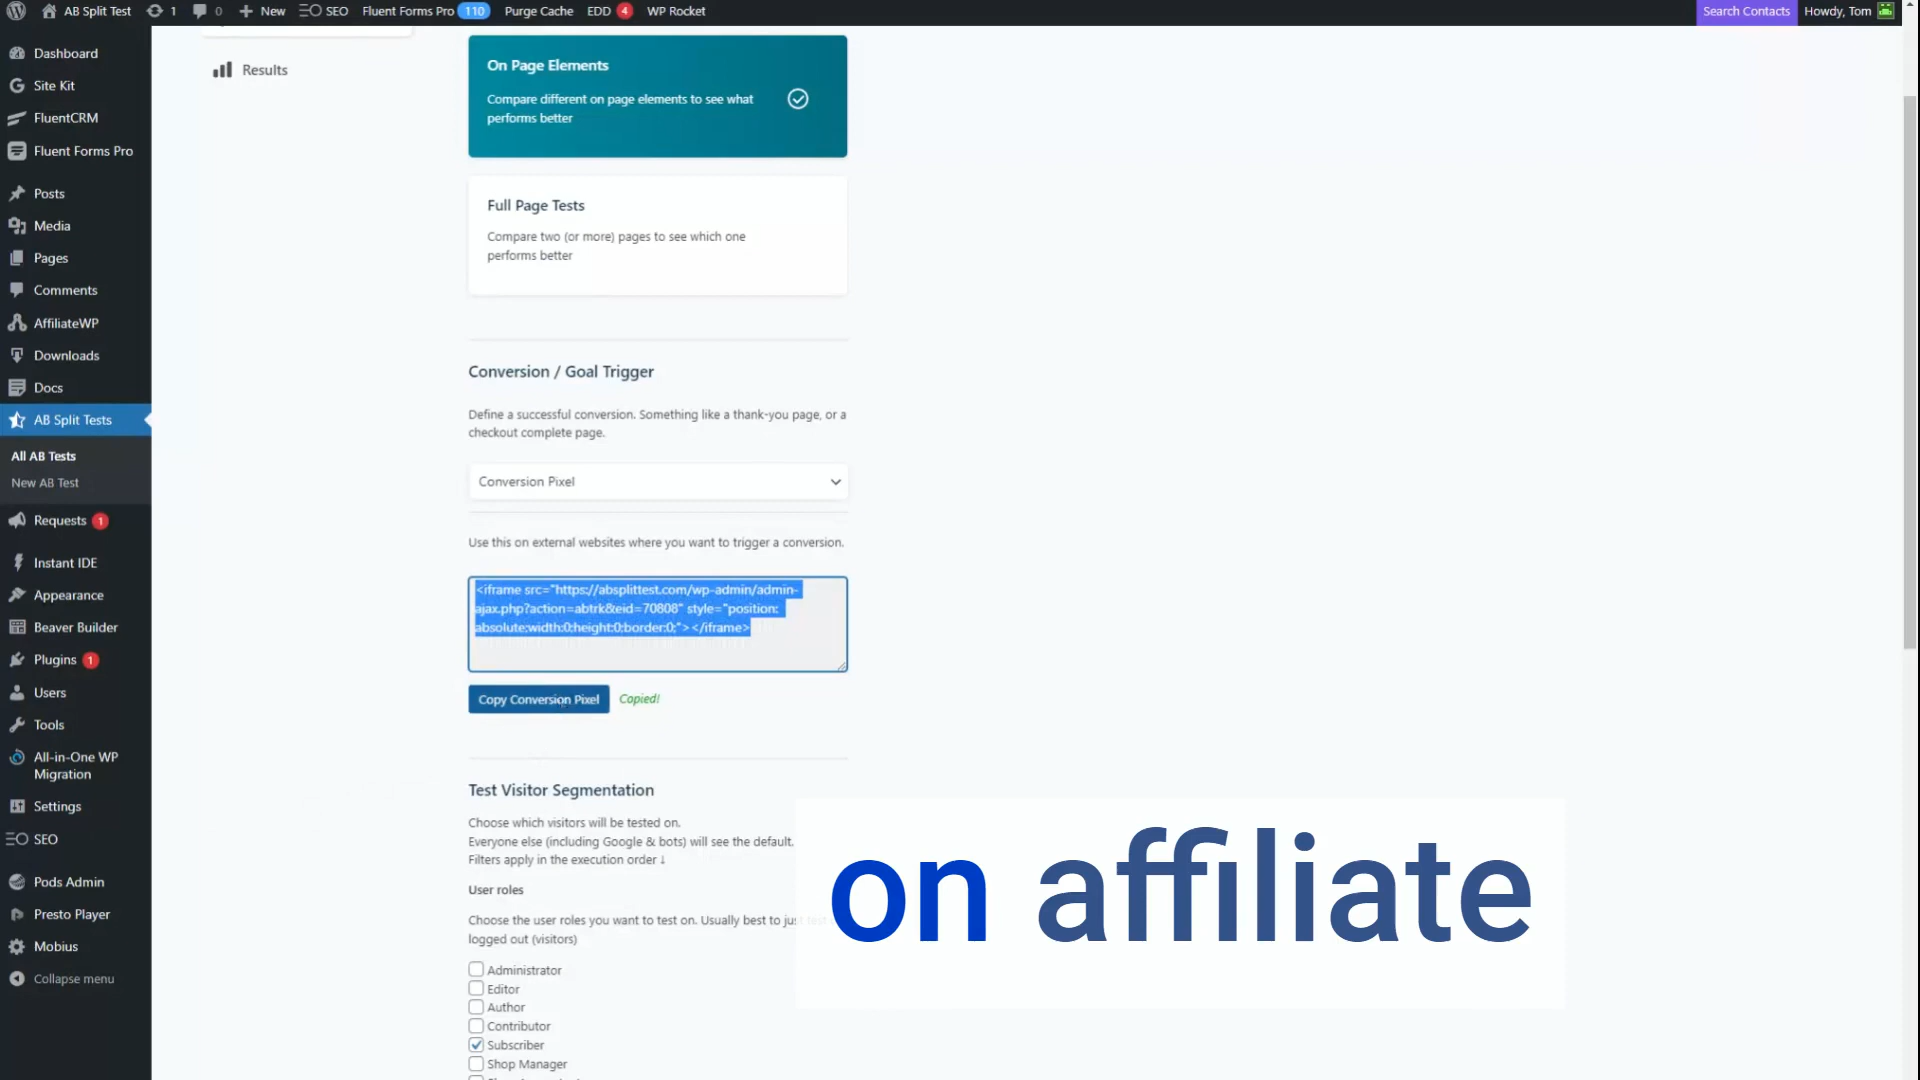 AB Split Test
1
0
New
SEO
Fluent Forms Pro 110
Purge Cache
EDD 4
WP Rocket
Search Contacts
Howdy, Tom
Dashboard
Site Kit
FluentCRM
Fluent Forms Pro
Posts
Media
Pages
Comments
AffiliateWP
Downloads
Docs
AB Split Tests
All AB Tests
New AB Test
Requests 1
Instant IDE
Appearance
Beaver Builder
Plugins 1
Users
Tools
All-in-One WP
Migration
Settings
SEO
Pods Admin
Presto Player
Mobius
Collapse menu
Results
On Page Elements
Compare different on page elements to see what
performs better
Full Page Tests
Compare two (or more) pages to see which one
performs better
Conversion / Goal Trigger
Define a successful conversion. Something like a thank-you page, or a
checkout complete page.
Conversion Pixel
Use this on external websites where you want to trigger a conversion.
<iframe src="https://absplittest.com/wp-admin/admin-
ajax.php?action=abtrk&eid=70808" style="position:
absolute;width:0;height:0;border:0;"></iframe>
Copy Conversion Pixel
Copied!
Test Visitor Segmentation
Choose which visitors will be tested on.
Everyone else (including Google & bots) will see the default.
Filters apply in the execution order ↓
User roles
Choose the user roles you want to test on. Usually best to just test
logged out (visitors)
Administrator
Editor
Author
Contributor
Subscriber
Shop Manager
on affiliate